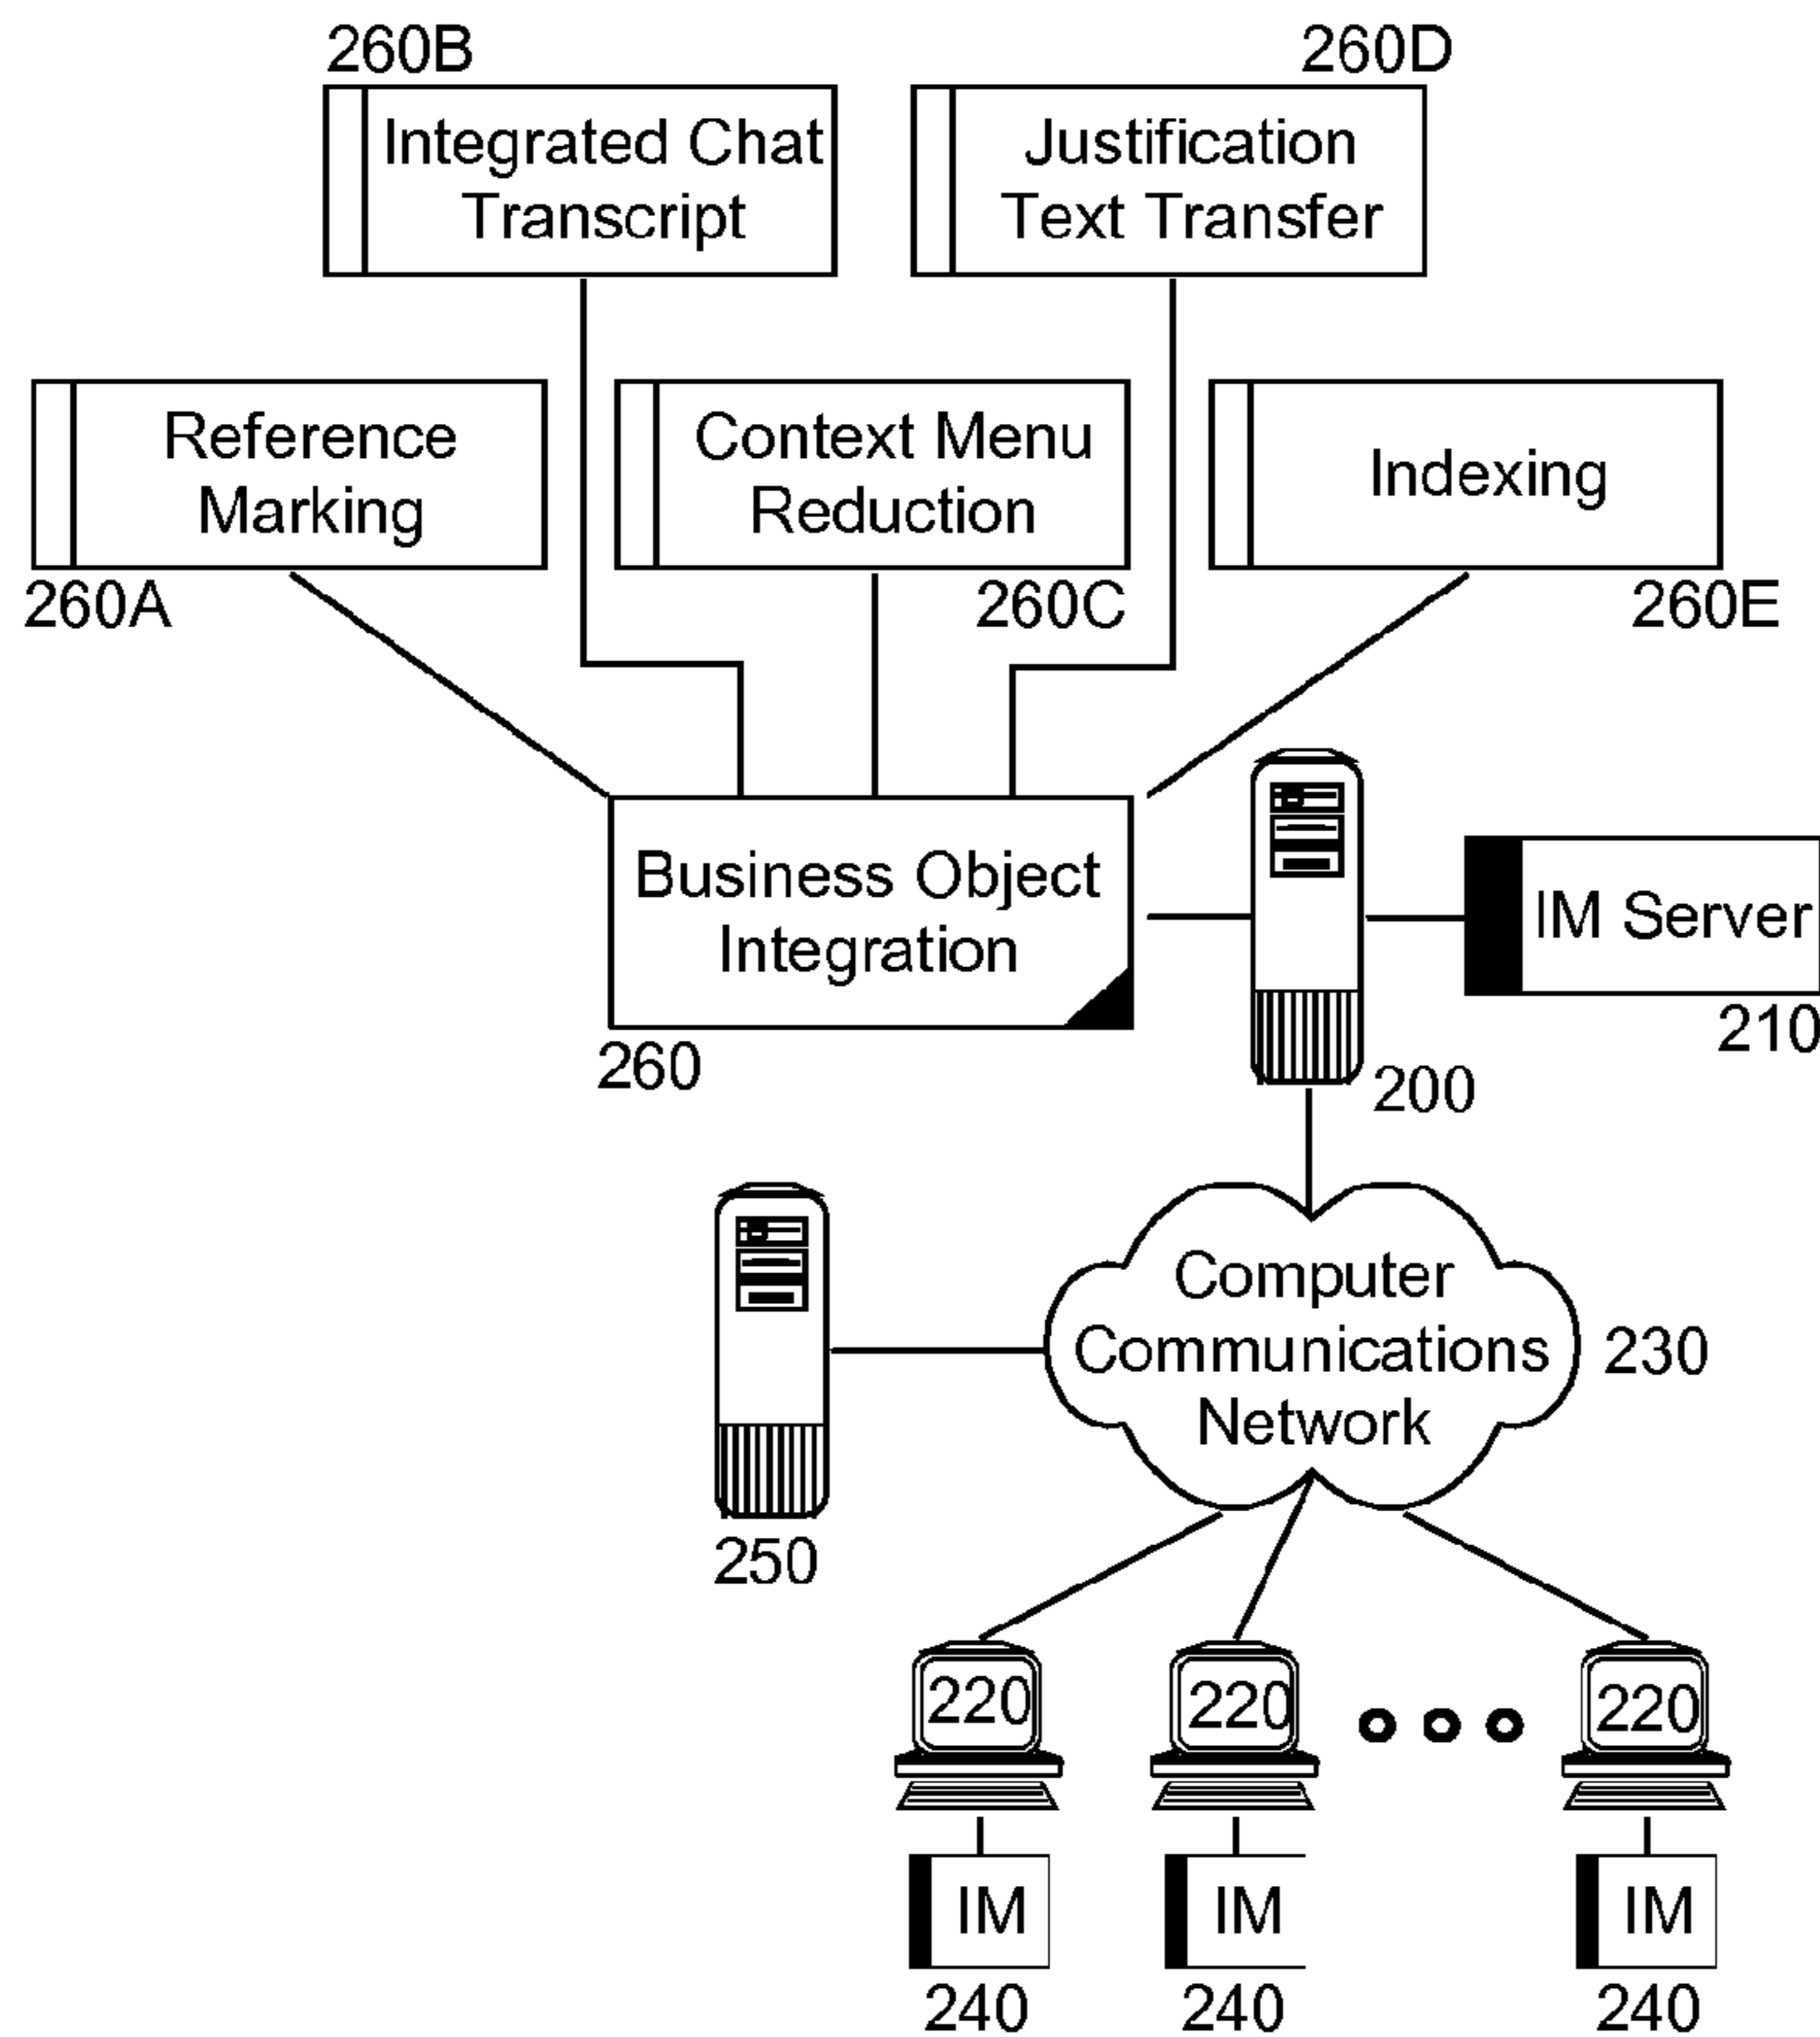 260B
260D
Integrated Chat
Transcript
Justification
Text Transfer
Reference
Marking
Context Menu
Reduction
Indexing
260A
260C
260E
Business Object
Integration
IM Server
210
260
200
Computer
Communications
Network
230
250
220
220
220
IM
IM
IM
240
240
240